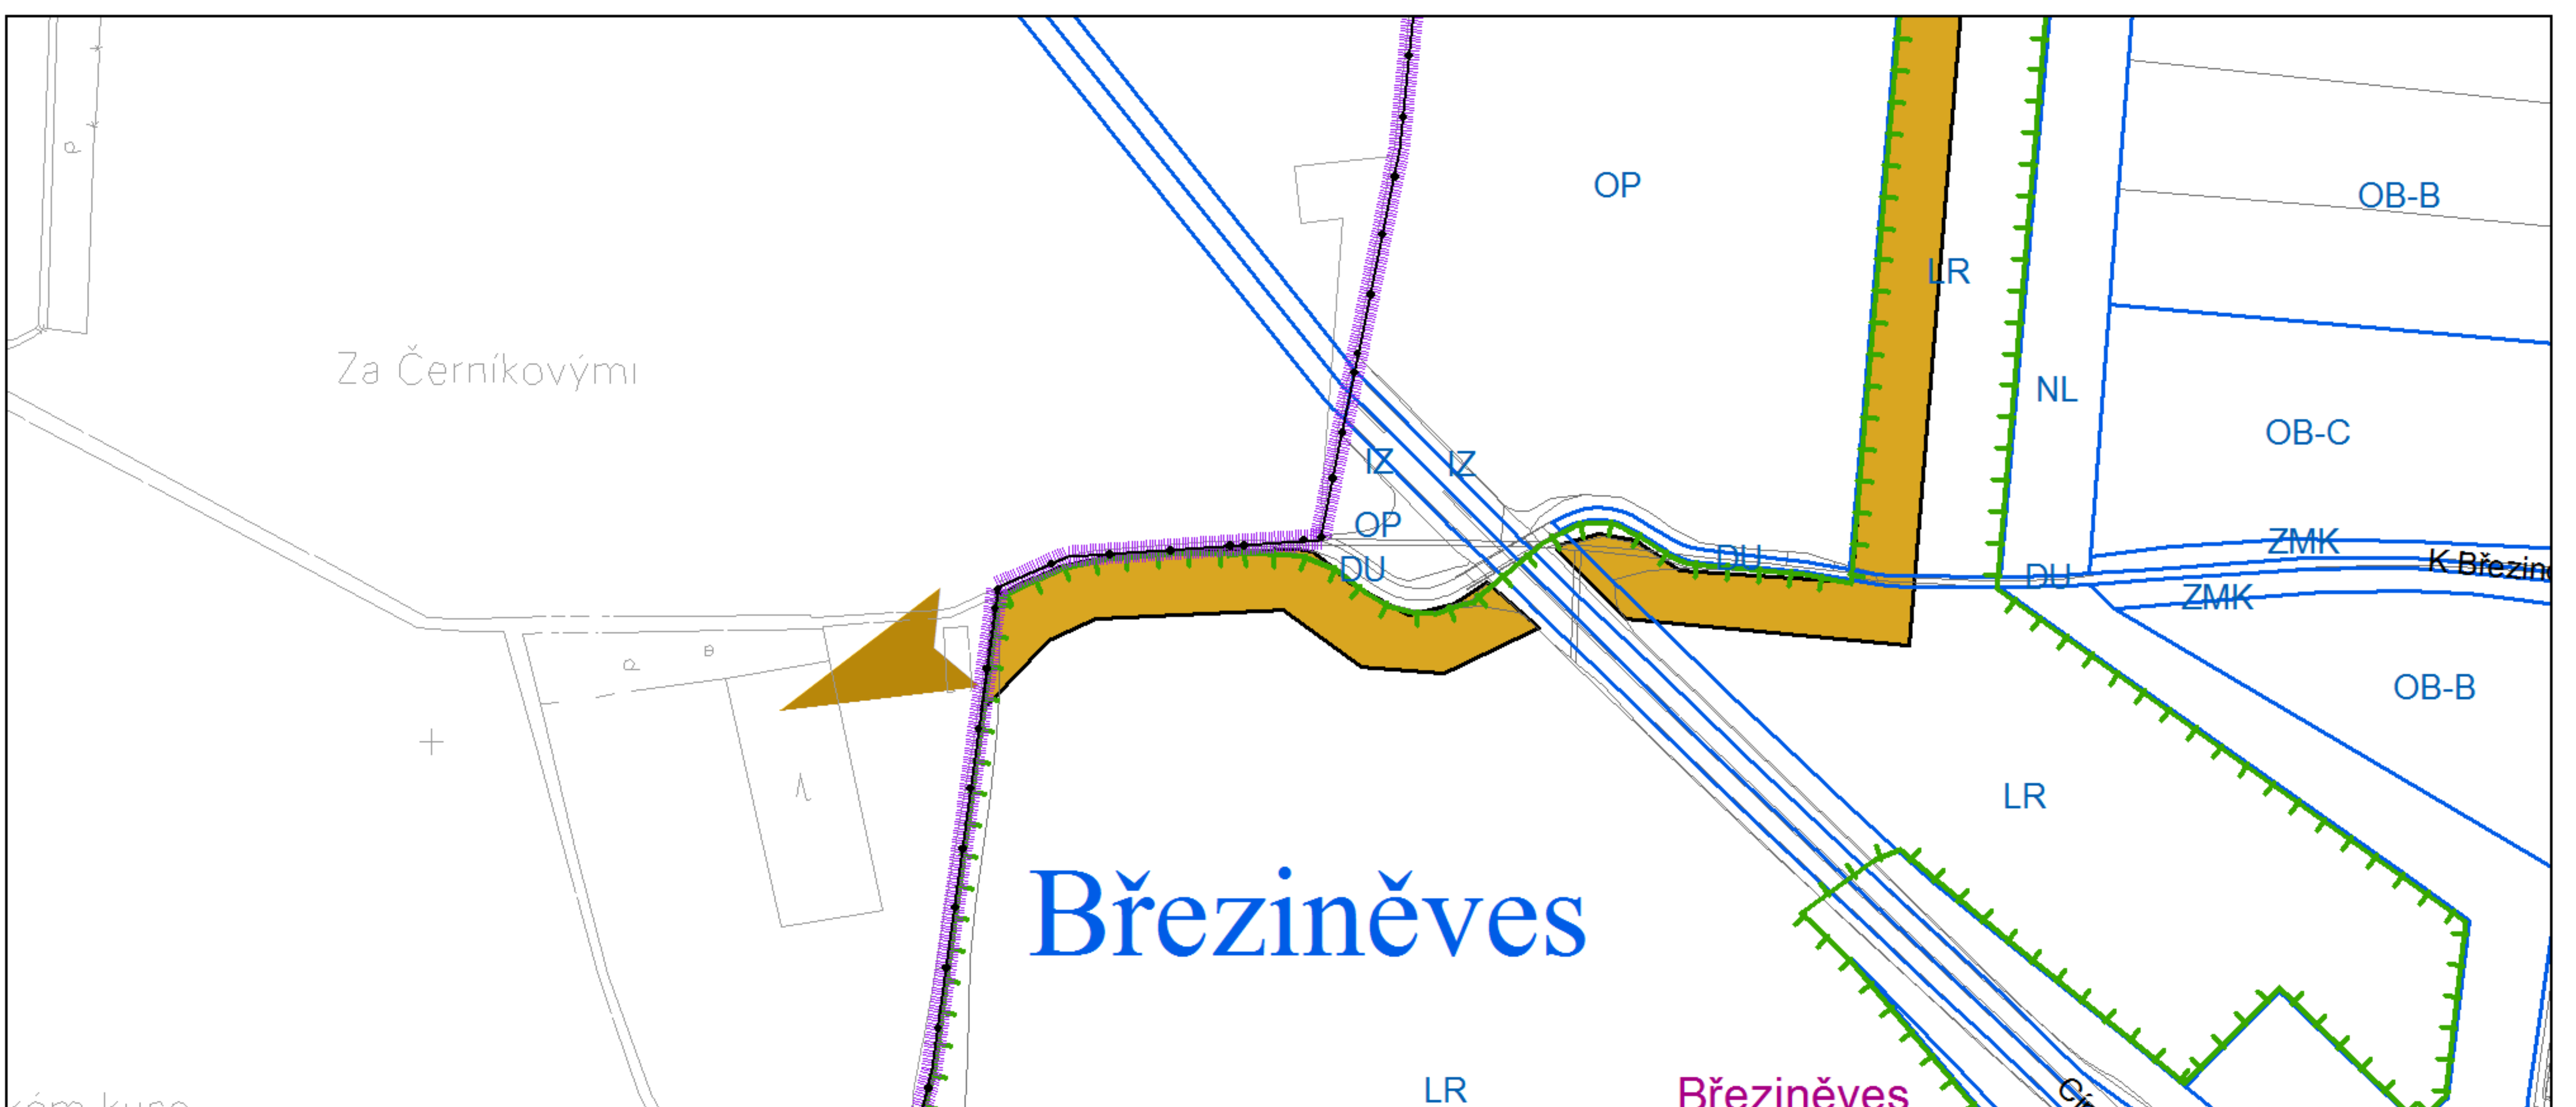 OP
OB-B
LR
Za Černíkovými
NL
OB-C
IZ
IZ
OP
ZMK
DU
DU
DU
K Březin
ZMK
OB-B
LR
Březiněves
LR
Březiněves